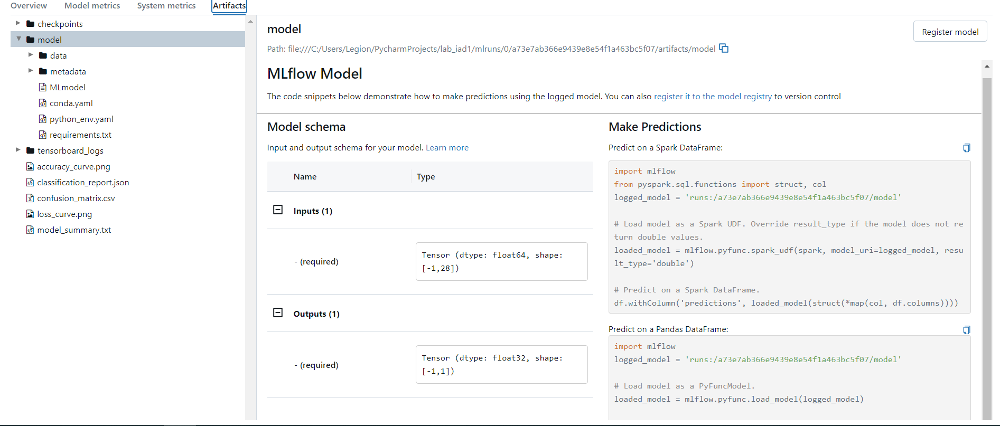 Overview Model metrics System metrics Artifacts
checkpoints
model
data
metadata
MLmodel
conda.yaml
python_env.yaml
requirements.txt
tensorboard_logs
accuracy_curve.png
classification_report.json
confusion_matrix.csv
loss_curve.png
model_summary.txt
model
Register model
Path: file:///C:/Users/Legion/PycharmProjects/lab_iad1/mlruns/0/a73e7ab366e9439e8e54f1a463bc5f07/artifacts/model
MLflow Model
The code snippets below demonstrate how to make predictions using the logged model. You can also register it to the model registry to version control
Model schema
Input and output schema for your model. Learn more
Name Type
Inputs (1)
- (required)
Tensor (dtype: float64, shape:
[-1,28])
Outputs (1)
- (required)
Tensor (dtype: float32, shape:
[-1,1])
Make Predictions
Predict on a Spark DataFrame:
import mlflow
from pyspark.sql.functions import struct, col
logged_model = 'runs:/a73e7ab366e9439e8e54f1a463bc5f07/model'
# Load model as a Spark UDF. Override result_type if the model does not re
turn double values.
loaded_model = mlflow.pyfunc.spark_udf(spark, model_uri=logged_model, resu
lt_type='double')
# Predict on a Spark DataFrame.
df.withColumn('predictions', loaded_model(struct(*map(col, df.columns))))
Predict on a Pandas DataFrame:
import mlflow
logged_model = 'runs:/a73e7ab366e9439e8e54f1a463bc5f07/model'
# Load model as a PyFuncModel.
loaded_model = mlflow.pyfunc.load_model(logged_model)